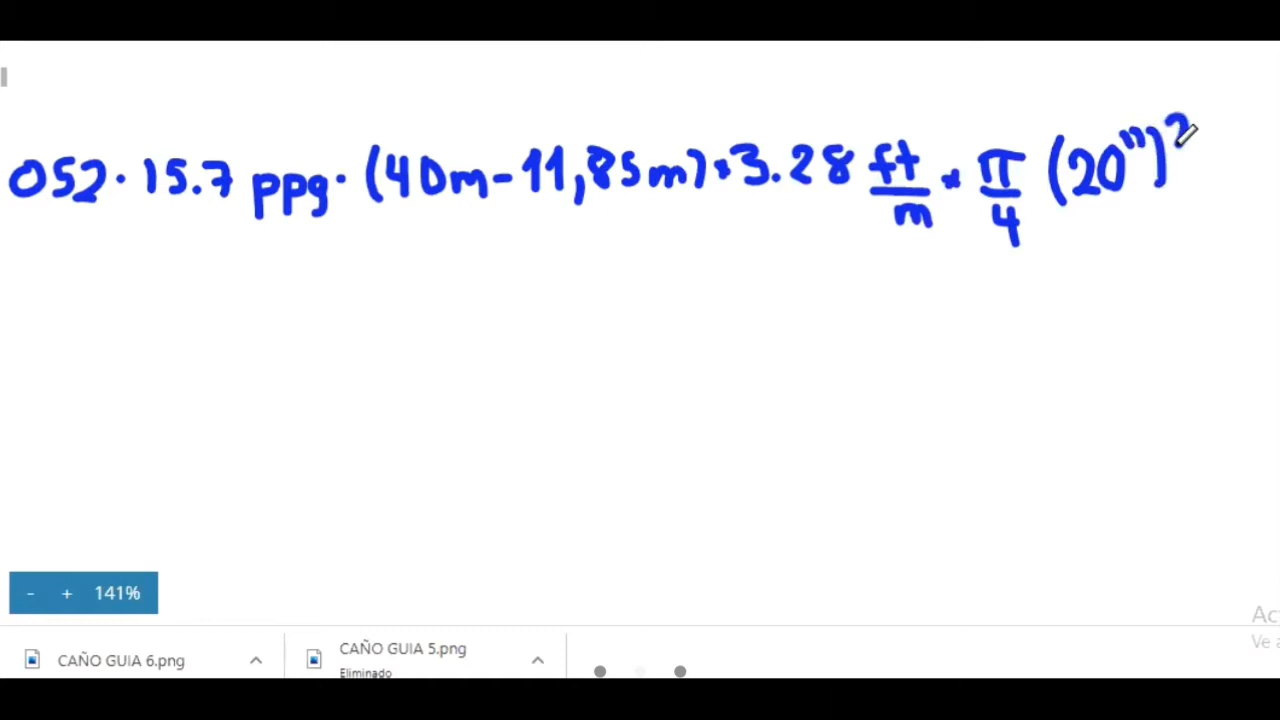 052 · 15.7 ppg · (40m - 11,85m) * 3.28 ft/m * π/4 (20")²
- + 141%
CAÑO GUIA 6.png
CAÑO GUIA 5.png
Eliminado